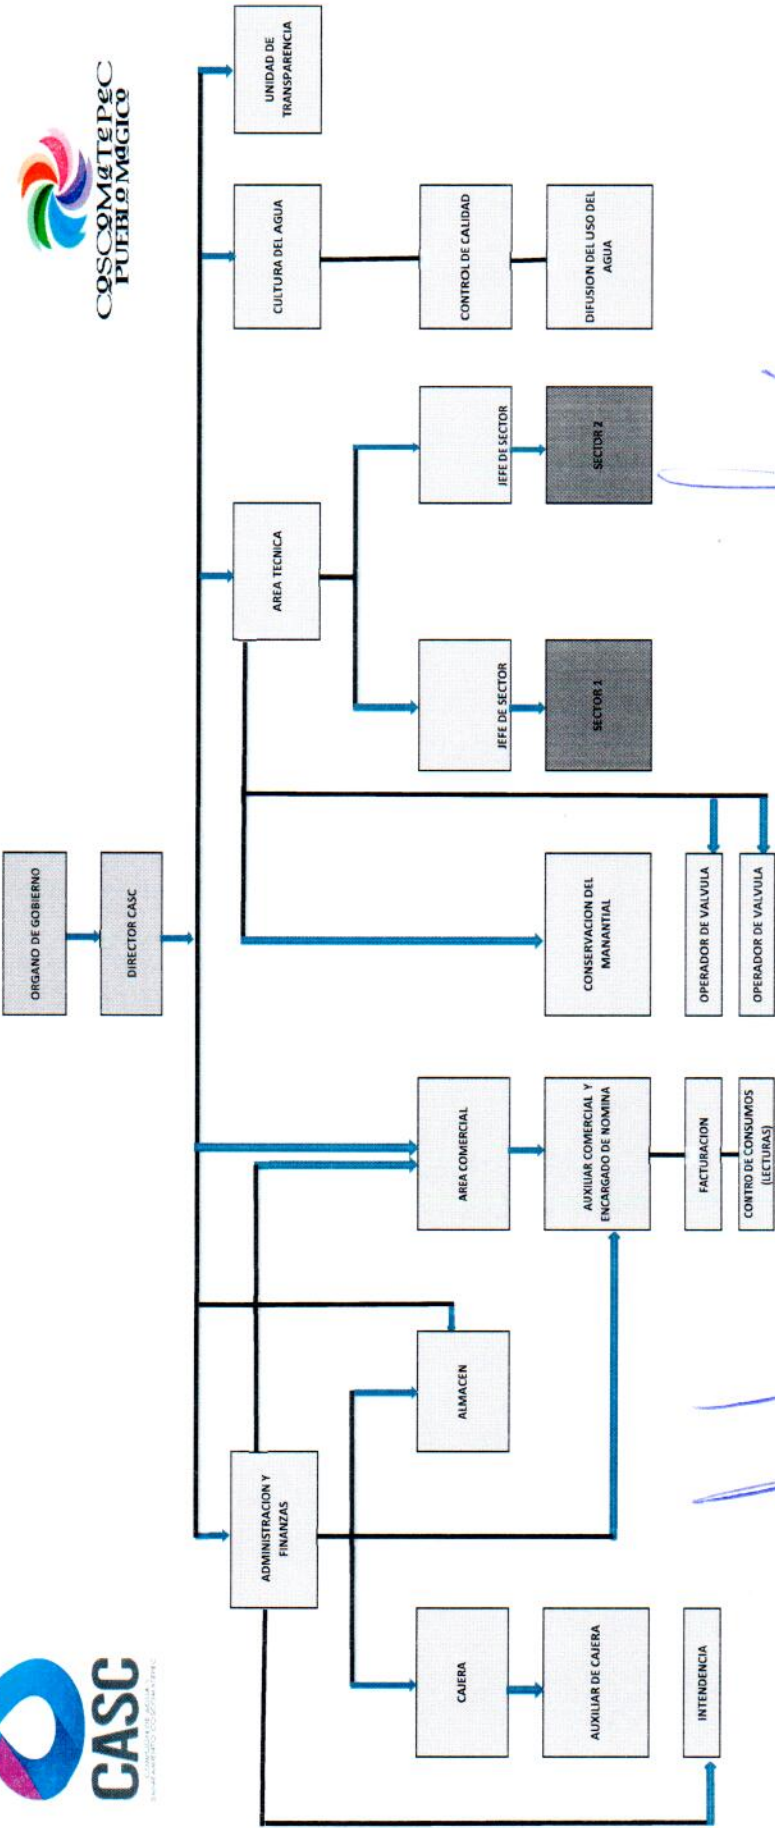 CASC
COSCOMATEPEC
PUEBLO MAGICO
ORGANO DE GOBIERNO
DIRECTOR CASC
ADMINISTRACION Y
FINANZAS
AREA TECNICA
CULTURA DEL AGUA
UNIDAD DE
TRANSPARENCIA
CAJERA
ALMACEN
AREA COMERCIAL
JEFE DE SECTOR
JEFE DE SECTOR
CONTROL DE CALIDAD
AUXILIAR DE CAJERA
AUXILIAR COMERCIAL Y
ENCARGADO DE NOMINA
CONSERVACION DEL
MANANTIAL
SECTOR 1
SECTOR 2
DIFUSION DEL USO DEL
AGUA
INTENDENCIA
FACTURACION
OPERADOR DE VALVULA
CONTRO DE CONSUMOS
(LECTURAS)
OPERADOR DE VALVULA